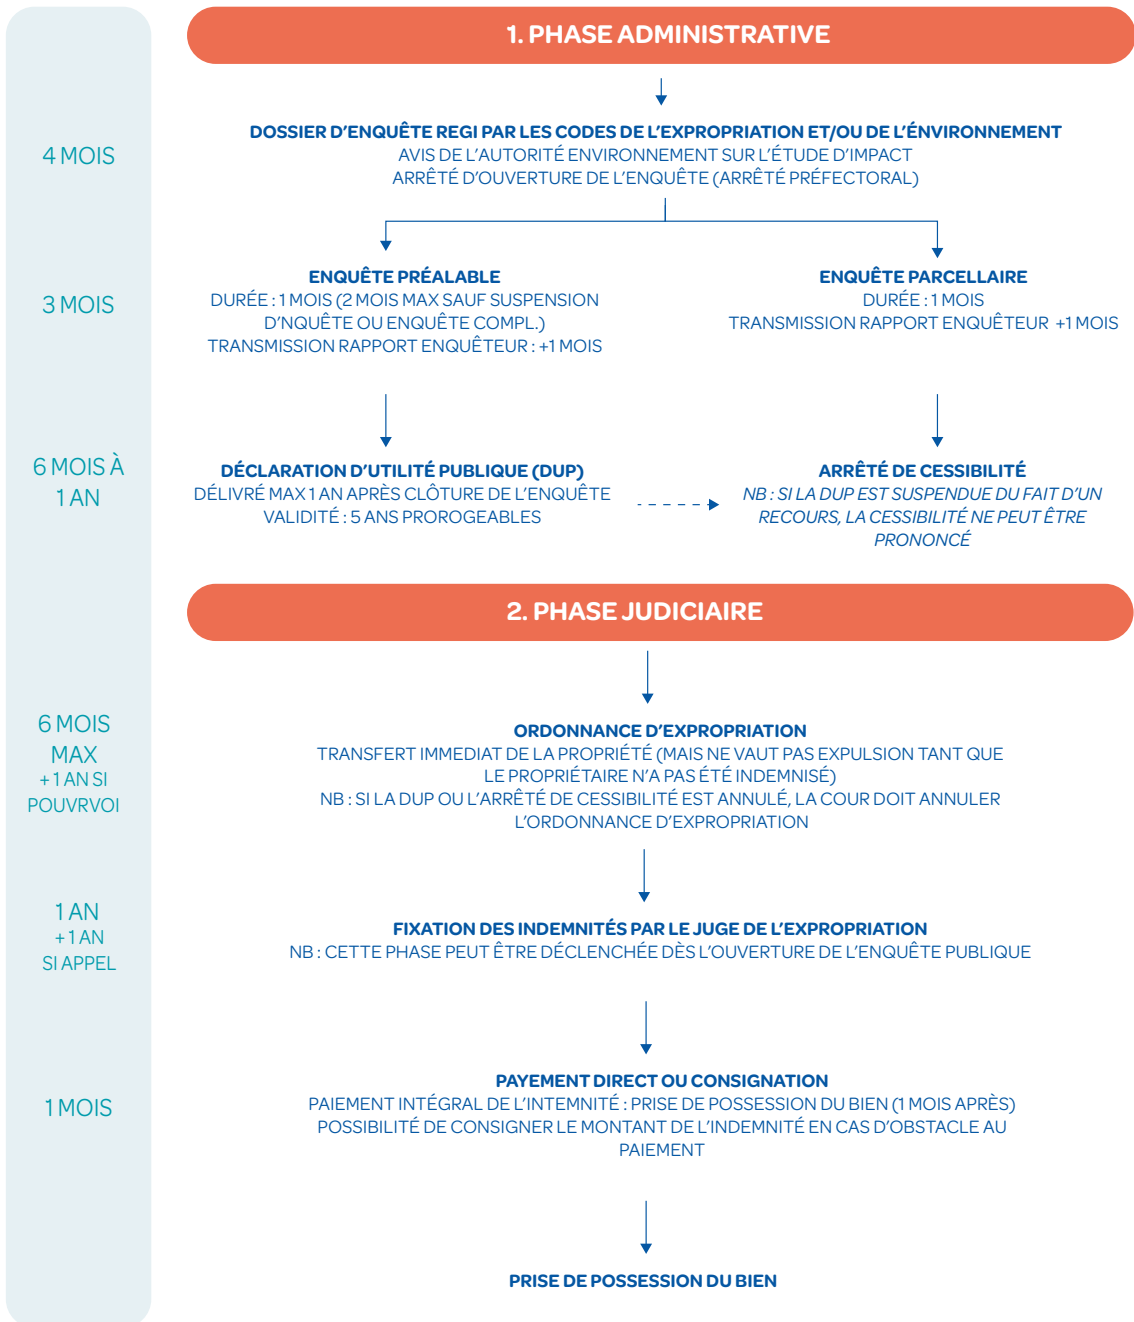 1. PHASE ADMINISTRATIVE
4 MOIS
DOSSIER D'ENQUÊTE REGI PAR LES CODES DE L'EXPROPRIATION ET/OU DE L'ÉNVIRONNEMENT
AVIS DE L'AUTORITÉ ENVIRONNEMENT SUR L'ÉTUDE D'IMPACT
ARRÊTÉ D'OUVERTURE DE L'ENQUÊTE (ARRÊTÉ PRÉFECTORAL)
3 MOIS
ENQUÊTE PRÉALABLE
DURÉE : 1 MOIS (2 MOIS MAX SAUF SUSPENSION
D'NQUÊTE OU ENQUÊTE COMPL.)
TRANSMISSION RAPPORT ENQUÊTEUR : +1 MOIS
ENQUÊTE PARCELLAIRE
DURÉE : 1 MOIS
TRANSMISSION RAPPORT ENQUÊTEUR +1 MOIS
6 MOIS À
1 AN
DÉCLARATION D'UTILITÉ PUBLIQUE (DUP)
DÉLIVRÉ MAX 1 AN APRÈS CLÔTURE DE L'ENQUÊTE
VALIDITÉ : 5 ANS PROROGEABLES
ARRÊTÉ DE CESSIBILITÉ
NB : SI LA DUP EST SUSPENDUE DU FAIT D'UN
RECOURS, LA CESSIBILITÉ NE PEUT ÊTRE
PRONONCÉ
2. PHASE JUDICIAIRE
6 MOIS
MAX
+ 1 AN SI
POUVRVOI
ORDONNANCE D'EXPROPRIATION
TRANSFERT IMMEDIAT DE LA PROPRIÉTÉ (MAIS NE VAUT PAS EXPULSION TANT QUE
LE PROPRIÉTAIRE N'A PAS ÉTÉ INDEMNISÉ)
NB : SI LA DUP OU L'ARRÊTÉ DE CESSIBILITÉ EST ANNULÉ, LA COUR DOIT ANNULER
L'ORDONNANCE D'EXPROPRIATION
1 AN
+ 1 AN
SI APPEL
FIXATION DES INDEMNITÉS PAR LE JUGE DE L'EXPROPRIATION
NB : CETTE PHASE PEUT ÊTRE DÉCLENCHÉE DÈS L'OUVERTURE DE L'ENQUÊTE PUBLIQUE
1 MOIS
PAYEMENT DIRECT OU CONSIGNATION
PAIEMENT INTÉGRAL DE L'INTEMNITÉ : PRISE DE POSSESSION DU BIEN (1 MOIS APRÈS)
POSSIBILITÉ DE CONSIGNER LE MONTANT DE L'INDEMNITÉ EN CAS D'OBSTACLE AU
PAIEMENT
PRISE DE POSSESSION DU BIEN